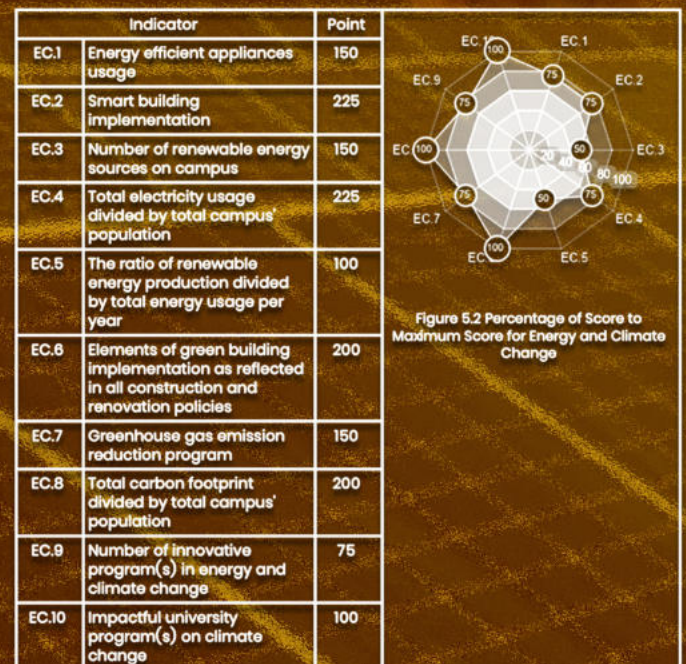 Indicator Point
EC.1 Energy efficient appliances 150
usage
EC.2 Smart building 225
implementation
EC.3 Number of renewable energy 150
sources on campus
EC.4 Total electricity usage 225
divided by total campus'
population
EC.5 The ratio of renewable 100
energy production divided
by total energy usage per
year
EC.6 Elements of green building 200
implementation as reflected
in all construction and
renovation policies
EC.7 Greenhouse gas emission 150
reduction program
EC.8 Total carbon footprint 200
divided by total campus'
population
EC.9 Number of innovative 75
program(s) in energy and
climate change
EC.10 Impactful university 100
program(s) on climate
change
EC.1 100 EC.1
75
EC.9 EC.2
75 75
EC 100 50 EC.3
20 40 60 80 100
75 75
EC.7 EC.4
50
EC. 100 EC.5
Figure 5.2 Percentage of Score to
Maximum Score for Energy and Climate
Change